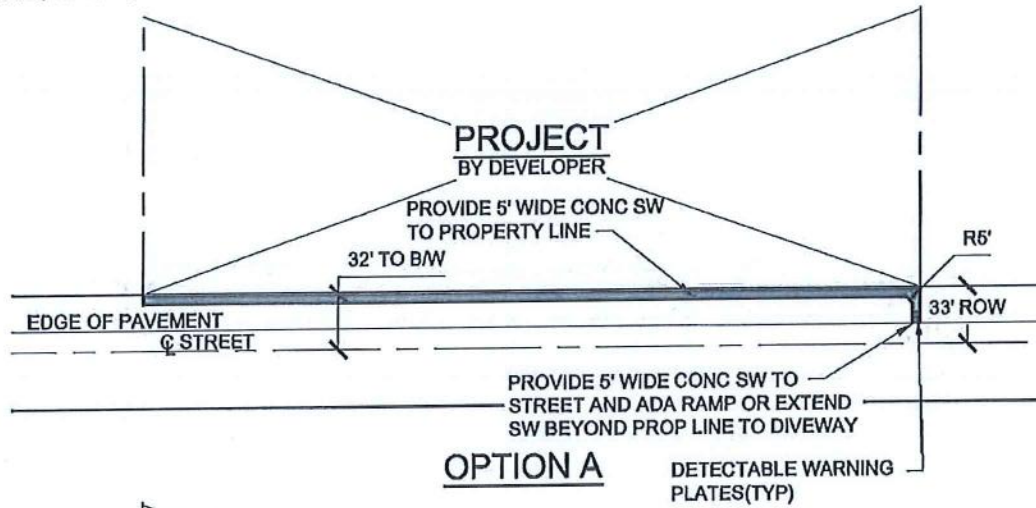 PROJECT
BY DEVELOPER
PROVIDE 5' WIDE CONC SW
TO PROPERTY LINE
32' TO B/W
R5'
33' ROW
EDGE OF PAVEMENT
℄ STREET
PROVIDE 5' WIDE CONC SW TO
STREET AND ADA RAMP OR EXTEND
SW BEYOND PROP LINE TO DIVEWAY
OPTION A
DETECTABLE WARNING
PLATES(TYP)